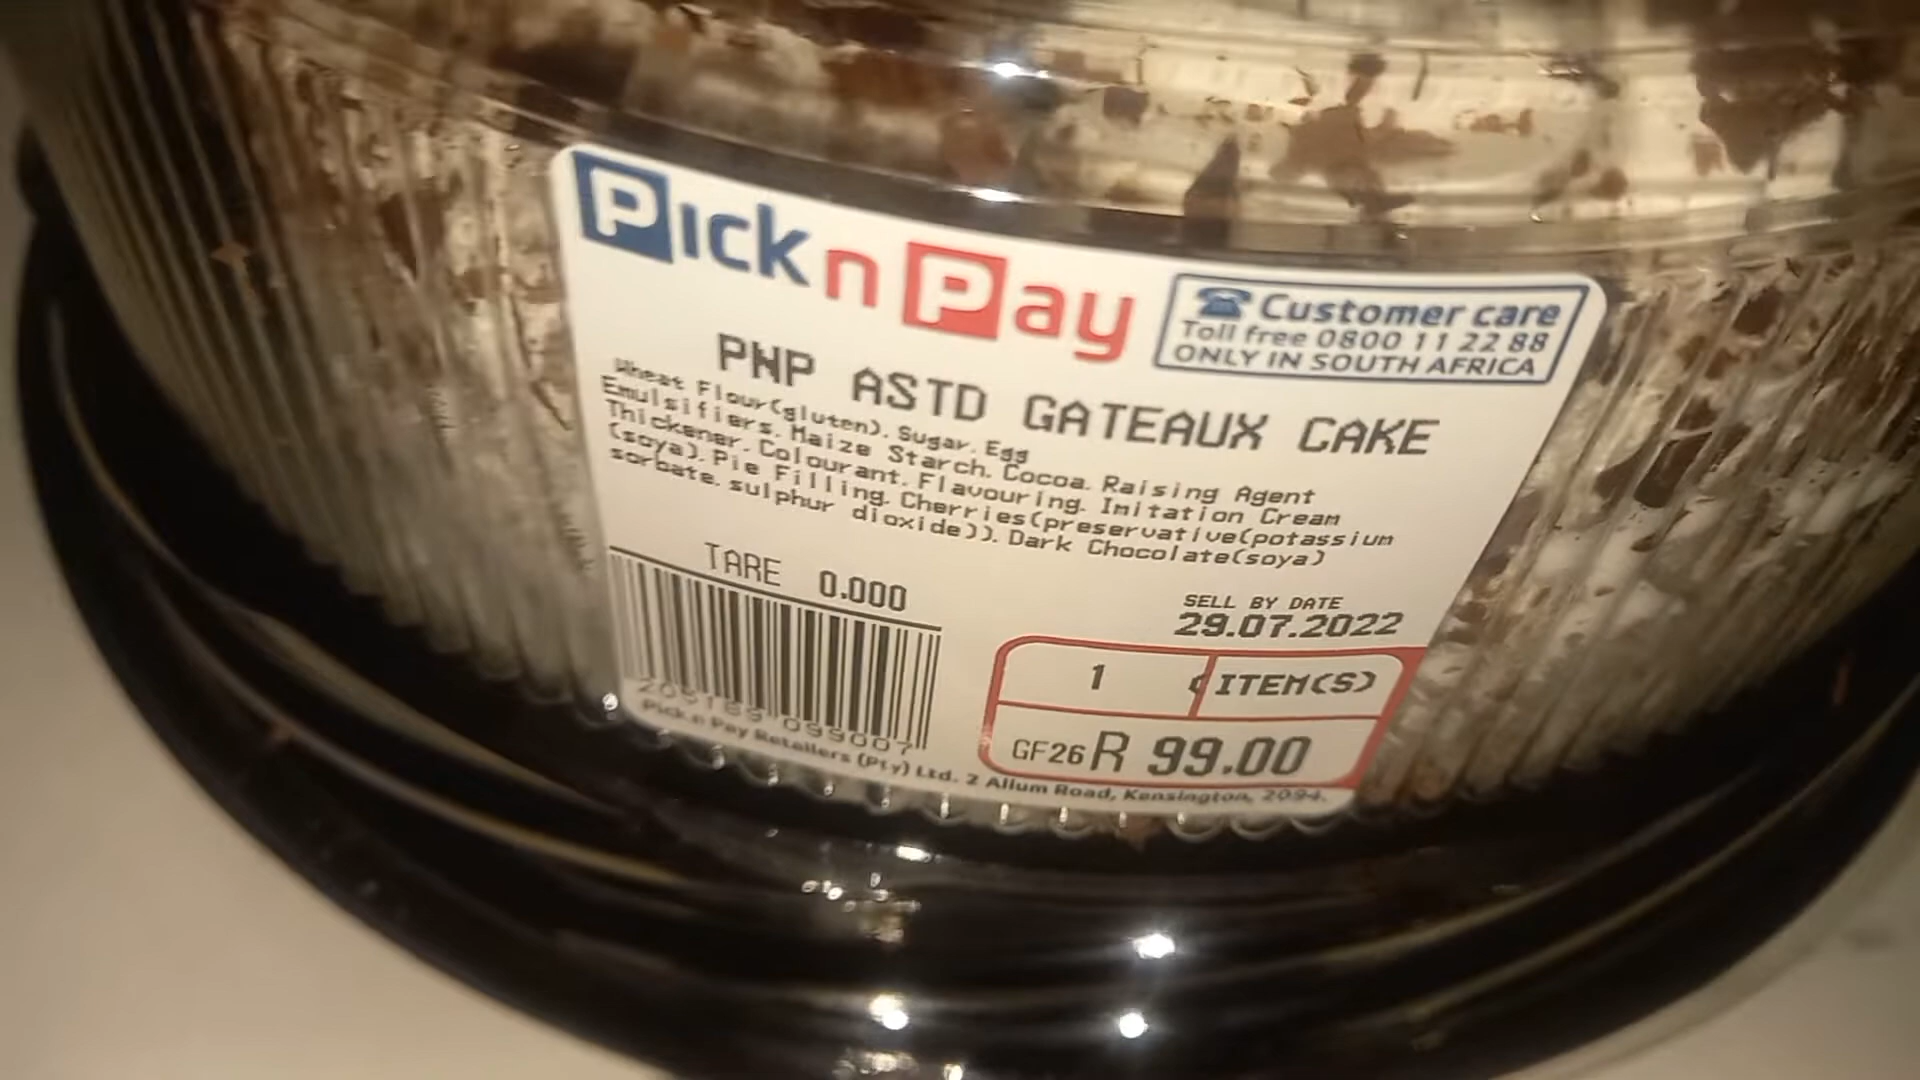 Pick n Pay
Customer care
Toll free 0800 11 22 88
ONLY IN SOUTH AFRICA
PNP ASTD GATEAUX CAKE
Wheat Flour(gluten). Sugar. Egg
Emulsifiers. Maize Starch. Cocoa. Raising Agent
Thickener. Colourant. Flavouring. Imitation Cream
(soya). Pie Filling. Cherries(preservative(potassium
sorbate. sulphur dioxide)). Dark Chocolate(soya)
TARE 0.000
SELL BY DATE
29.07.2022
1 ITEM(S)
GF26 R 99.00
205189 099007
Pick n Pay Retailers (Pty) Ltd. 2 Allum Road, Kensington, 2094.